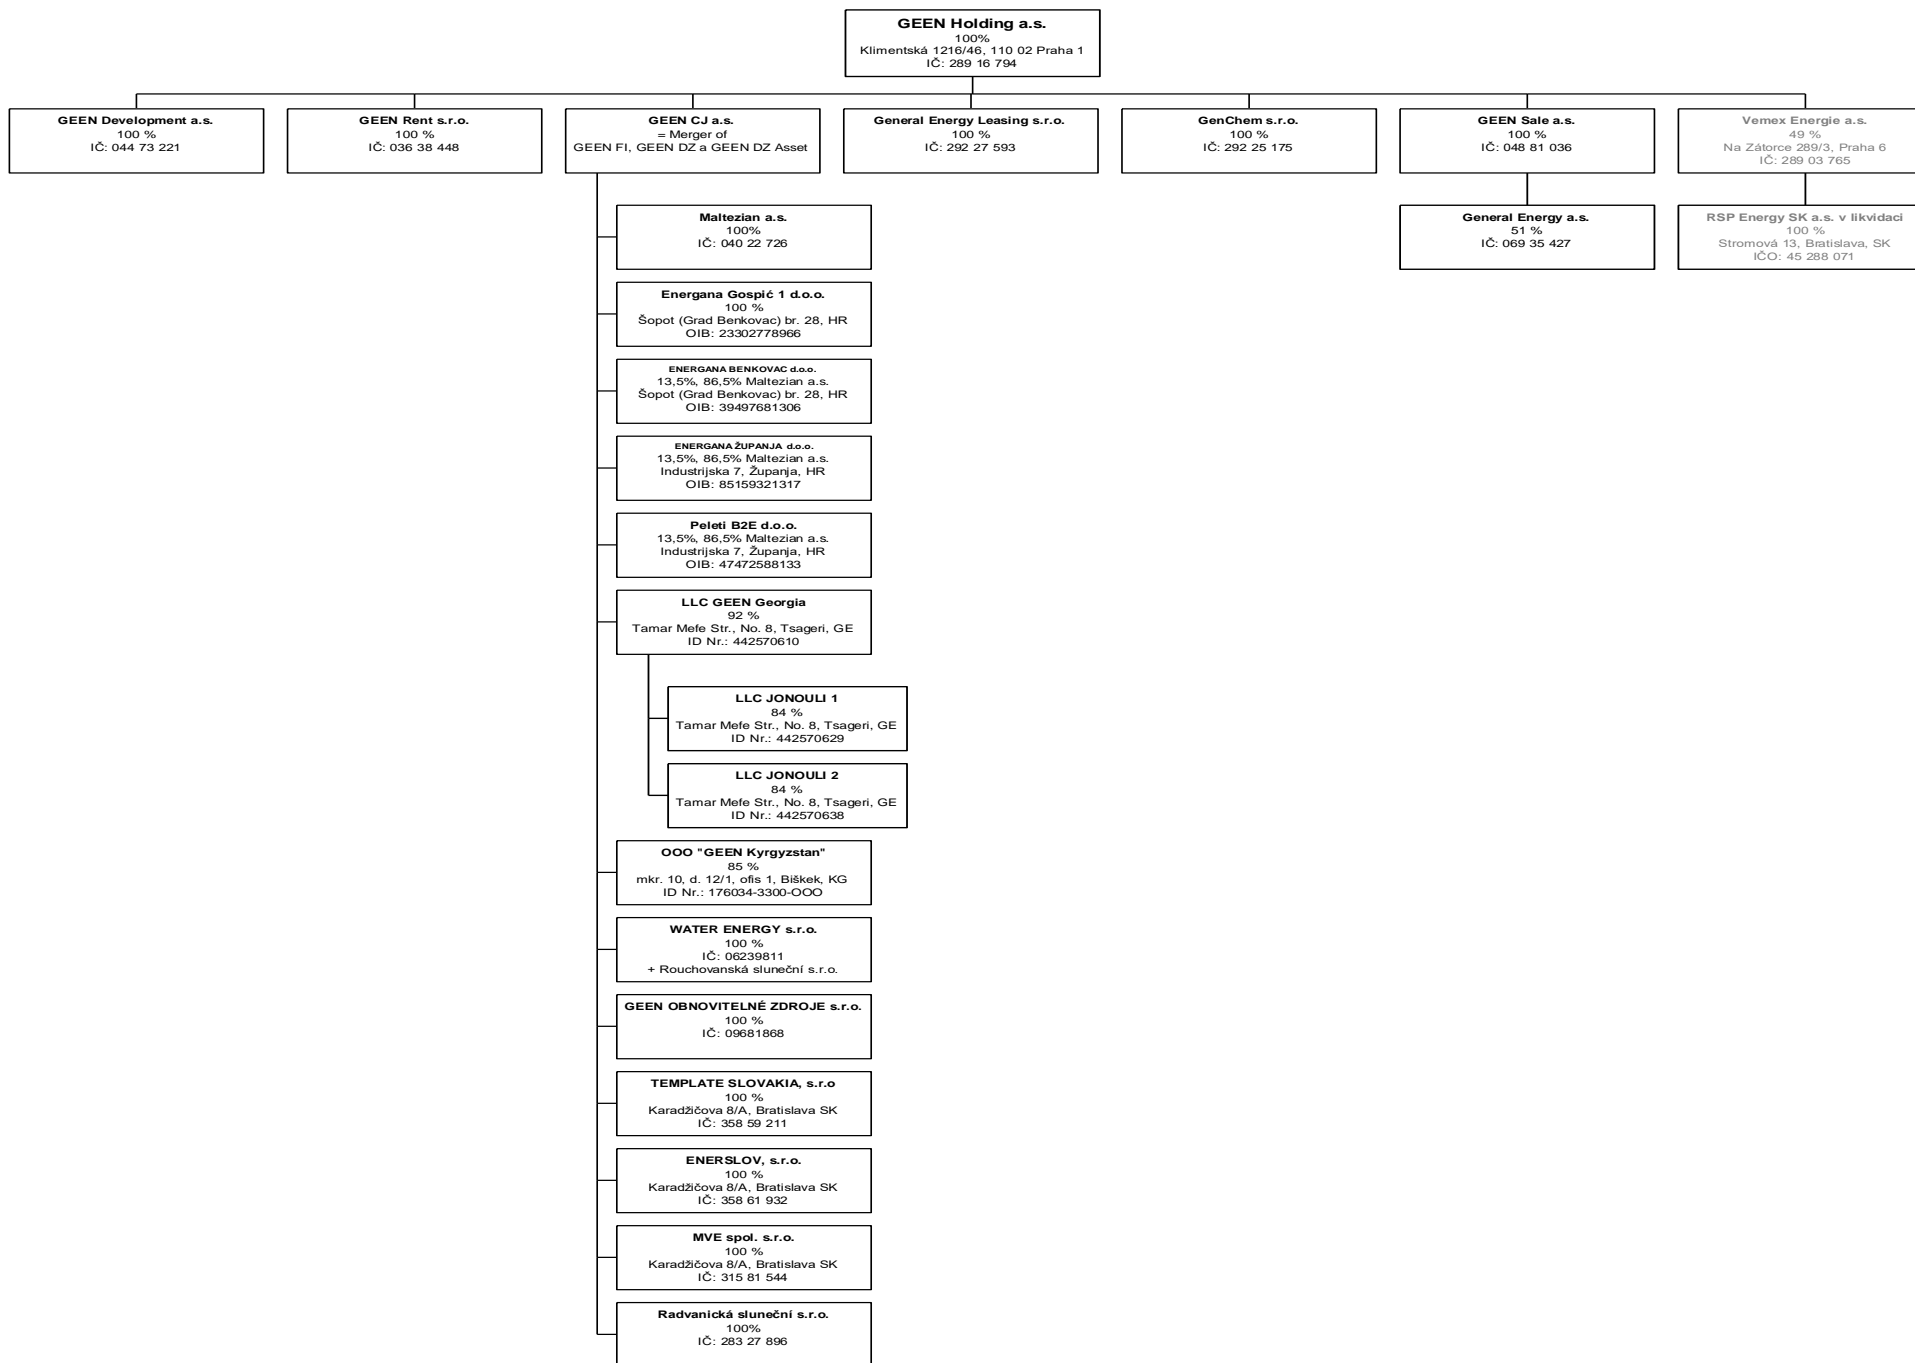 GEEN Holding a.s.
100%
Klimentská 1216/46, 110 02 Praha 1
IČ: 289 16 794
GEEN Development a.s.
100 %
IČ: 044 73 221
GEEN Rent s.r.o.
100 %
IČ: 036 38 448
GEEN CJ a.s.
= Merger of
GEEN FI, GEEN DZ a GEEN DZ Asset
General Energy Leasing s.r.o.
100 %
IČ: 292 27 593
GenChem s.r.o.
100 %
IČ: 292 25 175
GEEN Sale a.s.
100 %
IČ: 048 81 036
Vemex Energie a.s.
49 %
Na Zátorce 289/3, Praha 6
IČ: 289 03 765
Maltezian a.s.
100%
IČ: 040 22 726
General Energy a.s.
51 %
IČ: 069 35 427
RSP Energy SK a.s. v likvidaci
100 %
Stromová 13, Bratislava, SK
IČO: 45 288 071
Energana Gospić 1 d.o.o.
100 %
Šopot (Grad Benkovac) br. 28, HR
OIB: 23302778966
ENERGANA BENKOVAC d.o.o.
13,5%, 86,5% Maltezian a.s.
Šopot (Grad Benkovac) br. 28, HR
OIB: 39497681306
ENERGANA ŽUPANJA d.o.o.
13,5%, 86,5% Maltezian a.s.
Industrijska 7, Županja, HR
OIB: 85159321317
Peleti B2E d.o.o.
13,5%, 86,5% Maltezian a.s.
Industrijska 7, Županja, HR
OIB: 47472588133
LLC GEEN Georgia
92 %
Tamar Mefe Str., No. 8, Tsageri, GE
ID Nr.: 442570610
LLC JONOULI 1
84 %
Tamar Mefe Str., No. 8, Tsageri, GE
ID Nr.: 442570629
LLC JONOULI 2
84 %
Tamar Mefe Str., No. 8, Tsageri, GE
ID Nr.: 442570638
OOO "GEEN Kyrgyzstan"
85 %
mkr. 10, d. 12/1, ofis 1, Biškek, KG
ID Nr.: 176034-3300-OOO
WATER ENERGY s.r.o.
100 %
IČ: 06239811
+ Rouchovanská sluneční s.r.o.
GEEN OBNOVITELNÉ ZDROJE s.r.o.
100 %
IČ: 09681868
TEMPLATE SLOVAKIA, s.r.o
100 %
Karadžičova 8/A, Bratislava SK
IČ: 358 59 211
ENERSLOV, s.r.o.
100 %
Karadžičova 8/A, Bratislava SK
IČ: 358 61 932
MVE spol. s.r.o.
100 %
Karadžičova 8/A, Bratislava SK
IČ: 315 81 544
Radvanická sluneční s.r.o.
100%
IČ: 283 27 896